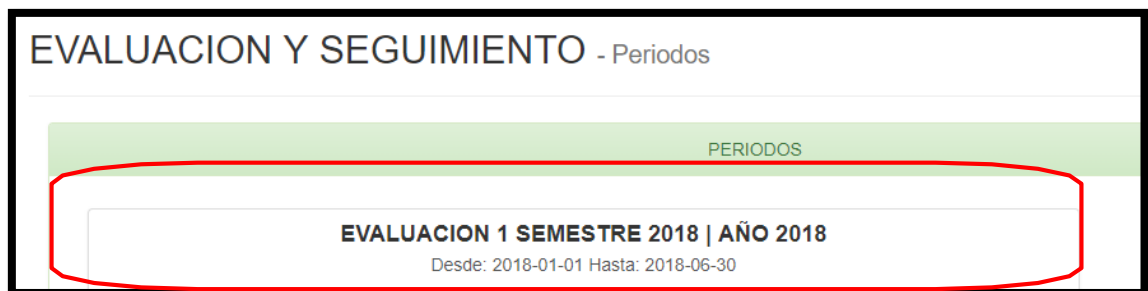 EVALUACION Y SEGUIMIENTO - Periodos
PERIODOS
EVALUACION 1 SEMESTRE 2018 | AÑO 2018
Desde: 2018-01-01 Hasta: 2018-06-30